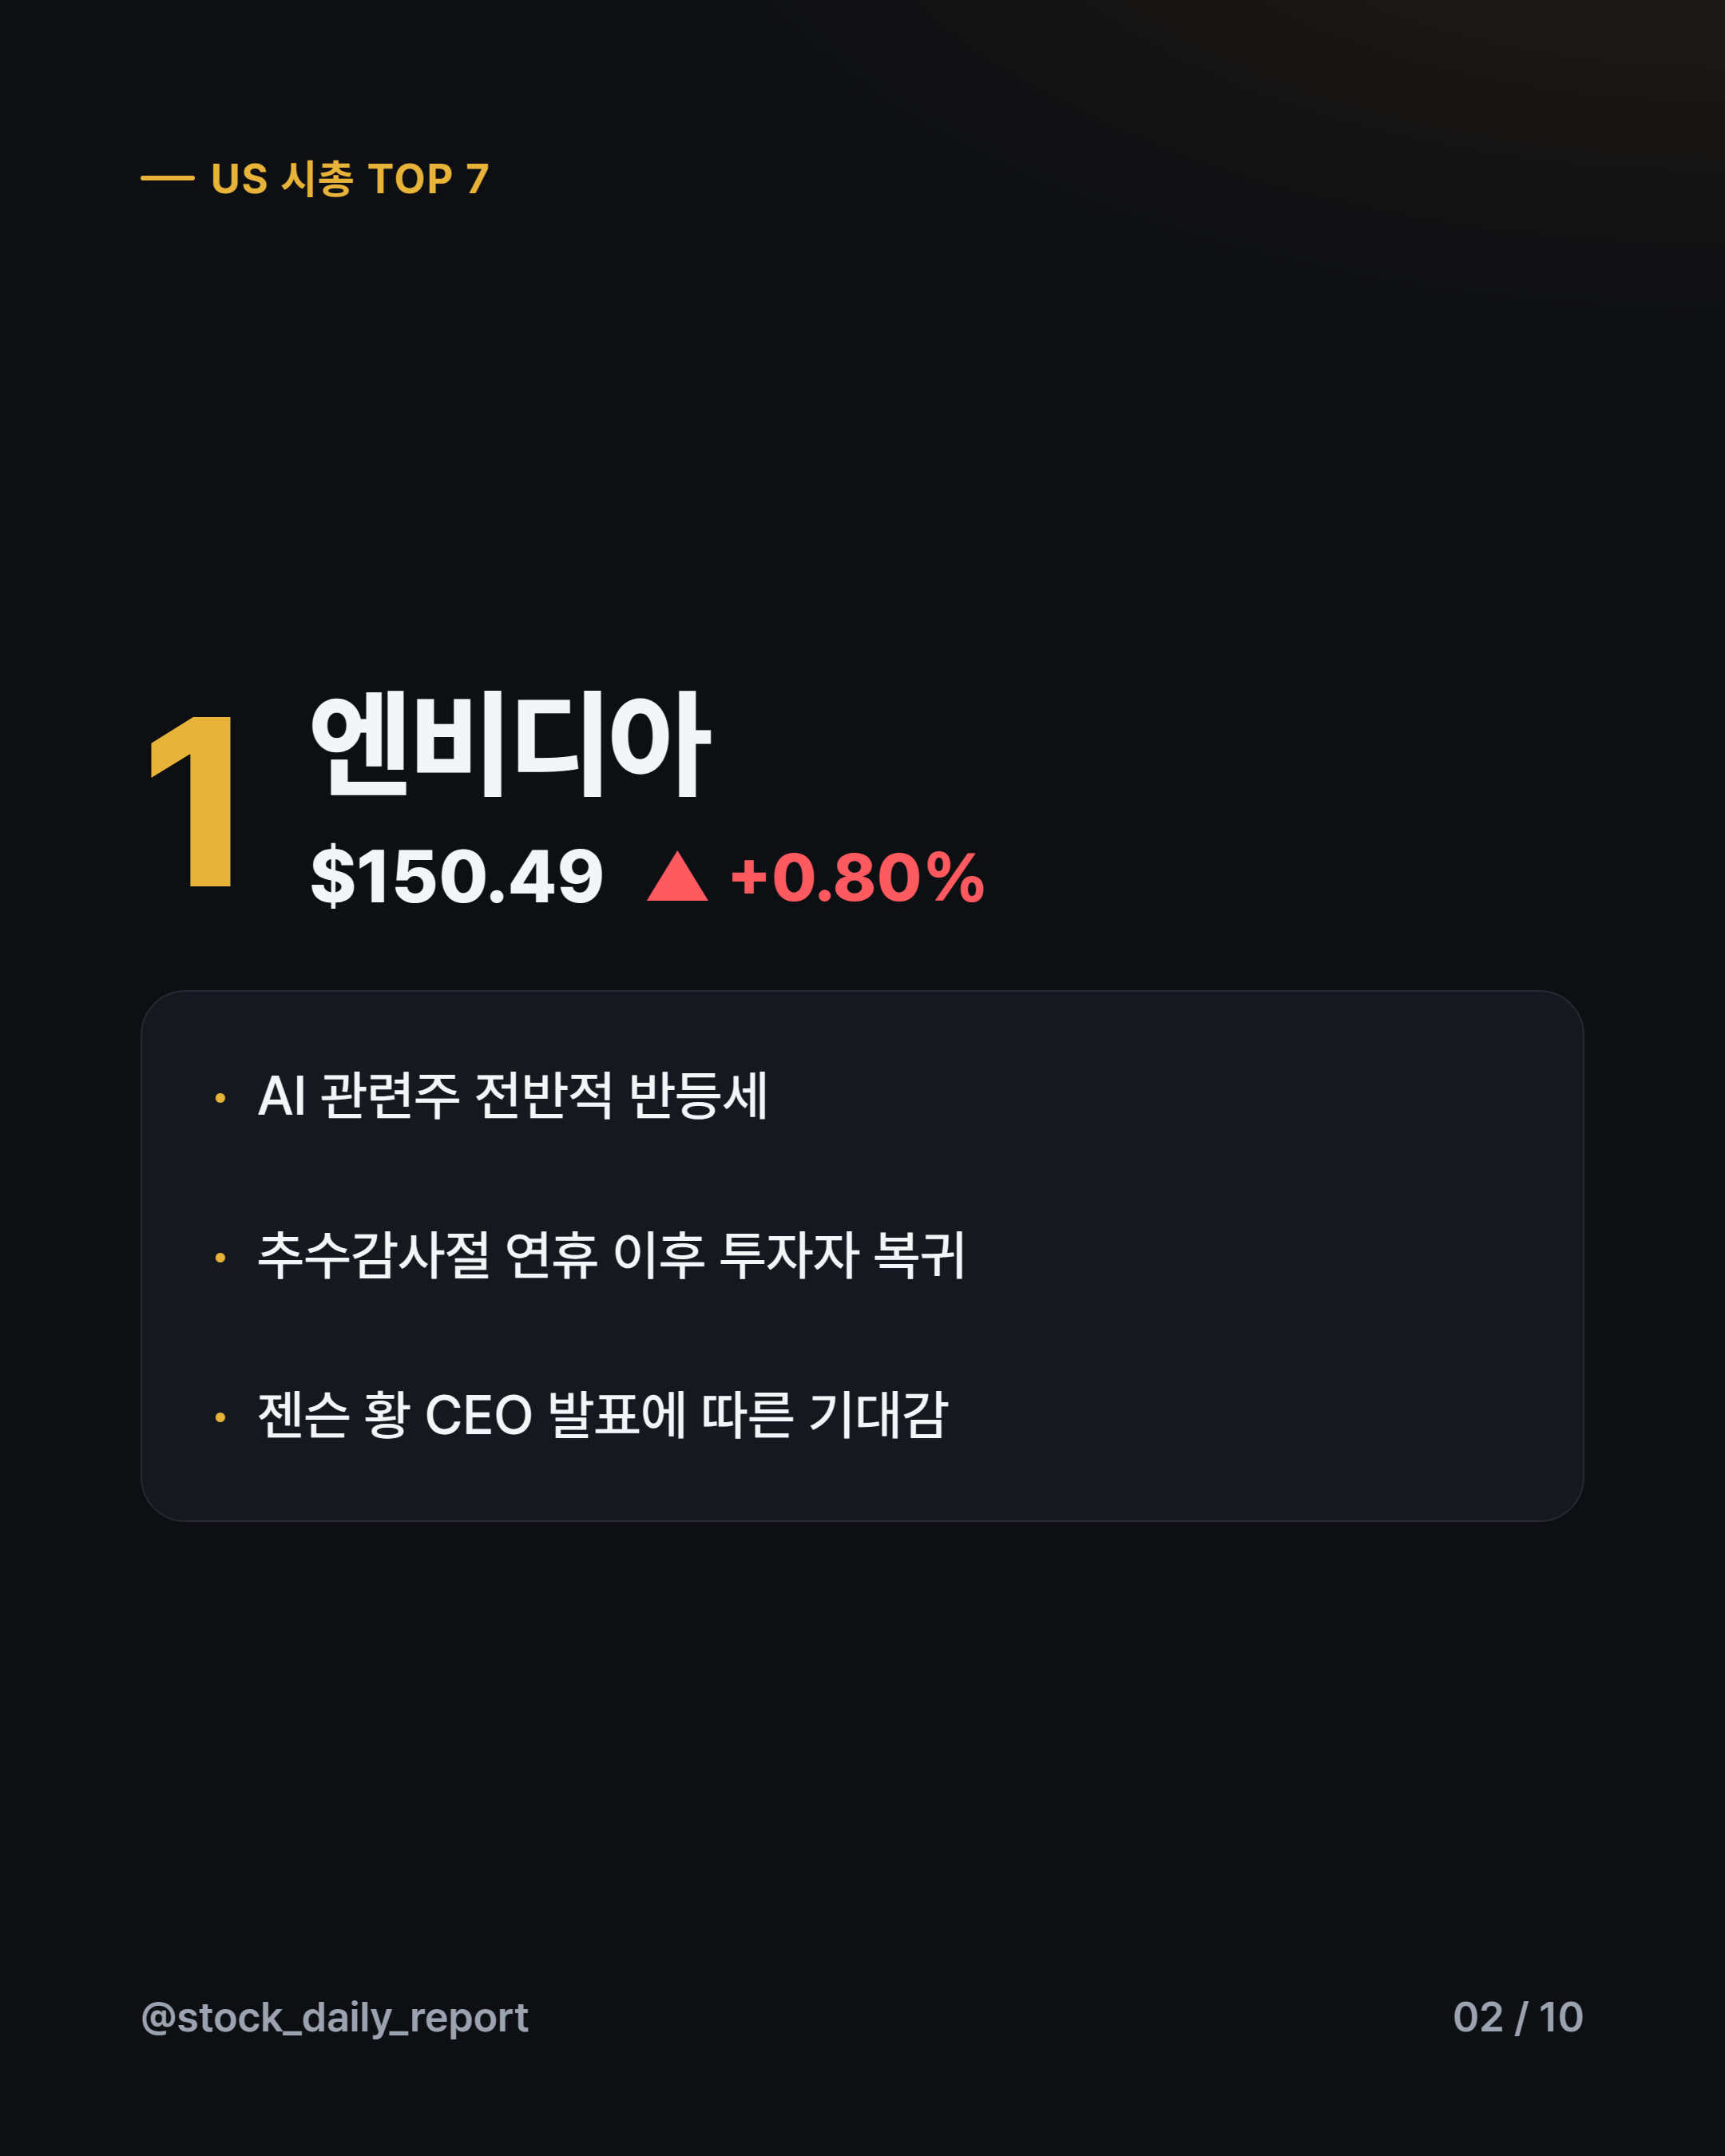 US 시총 TOP 7
1
엔비디아
$150.49 ▲ +0.80%
• AI 관련주 전반적 반등세
• 추수감사절 연휴 이후 투자자 복귀
• 젠슨 황 CEO 발표에 따른 기대감
@stock_daily_report
02 / 10